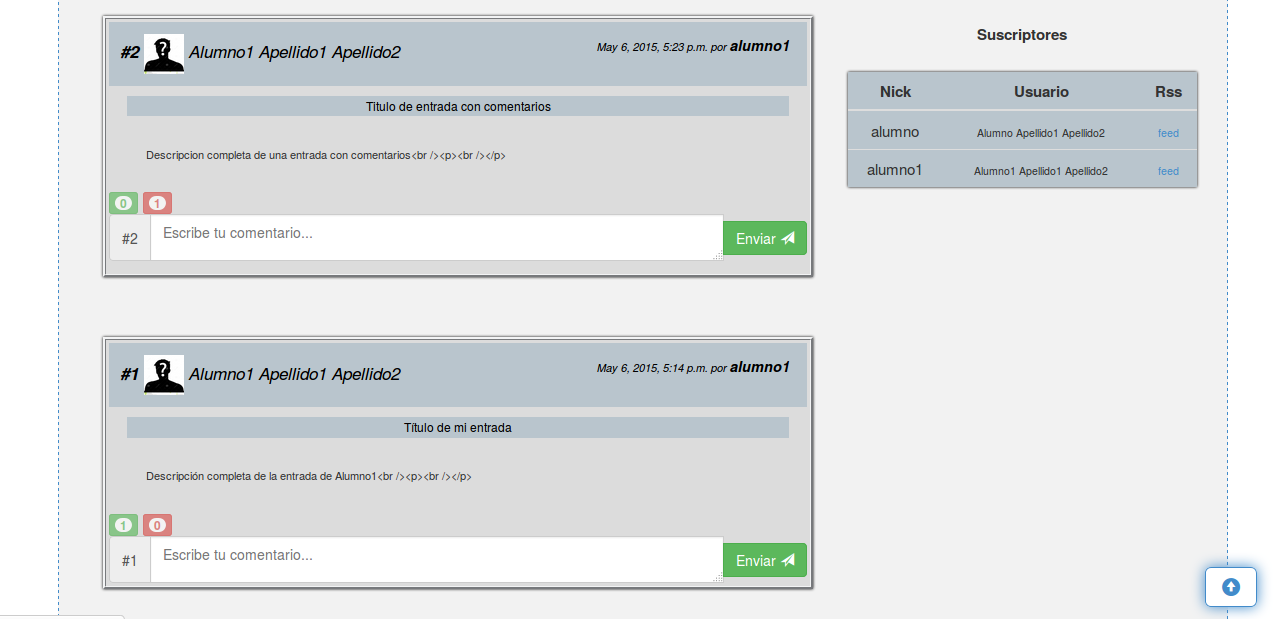 #2 Alumno1 Apellido1 Apellido2 May 6, 2015, 5:23 p.m. por alumno1
Titulo de entrada con comentarios
Descripcion completa de una entrada con comentarios<br /><p><br /></p>
0 1
#2 Escribe tu comentario... Enviar
#1 Alumno1 Apellido1 Apellido2 May 6, 2015, 5:14 p.m. por alumno1
Título de mi entrada
Descripción completa de la entrada de Alumno1<br /><p><br /></p>
1 0
#1 Escribe tu comentario... Enviar
Suscriptores
Nick Usuario Rss
alumno Alumno Apellido1 Apellido2 feed
alumno1 Alumno1 Apellido1 Apellido2 feed